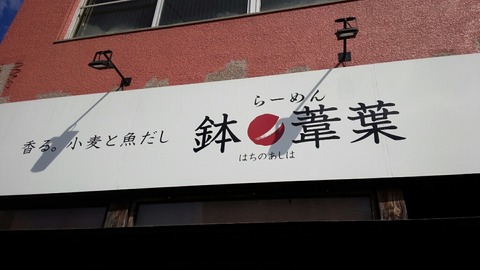 らーめん
香る。小麦と魚だし
鉢の葦葉
はちのあしは